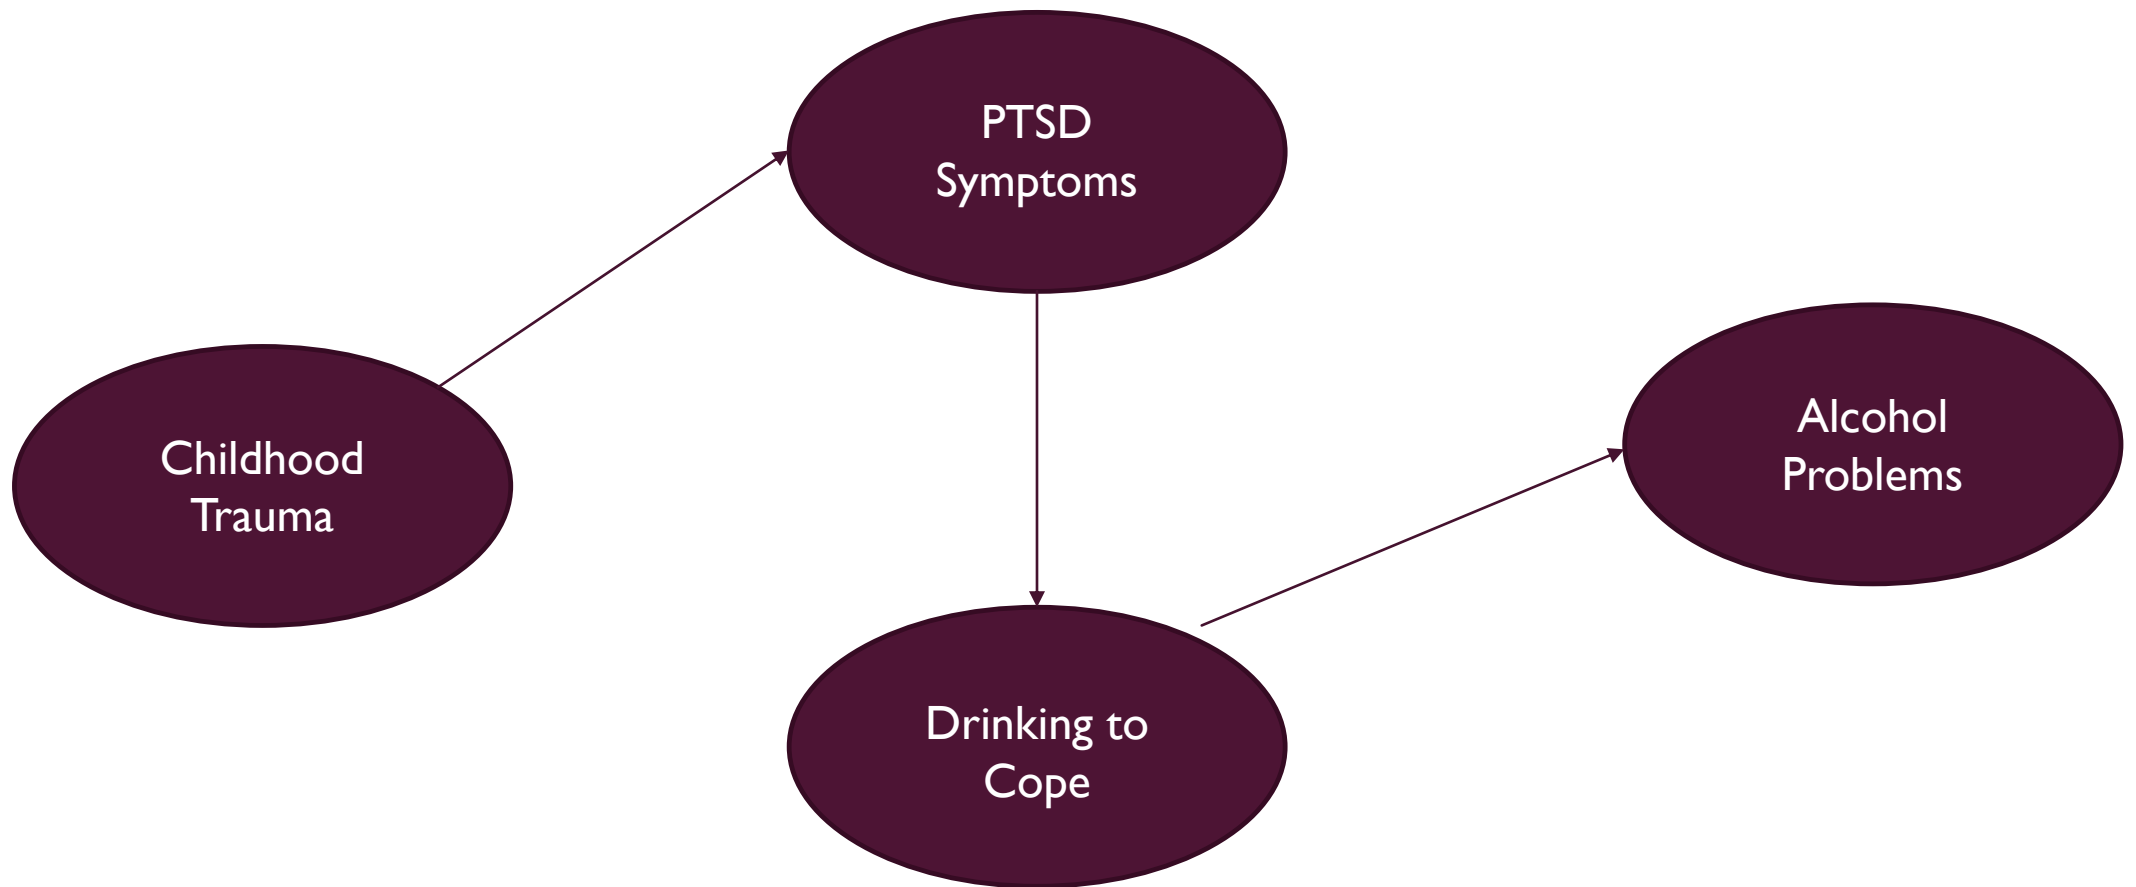 PTSD
Symptoms
Childhood
Trauma
Alcohol
Problems
Drinking to
Cope